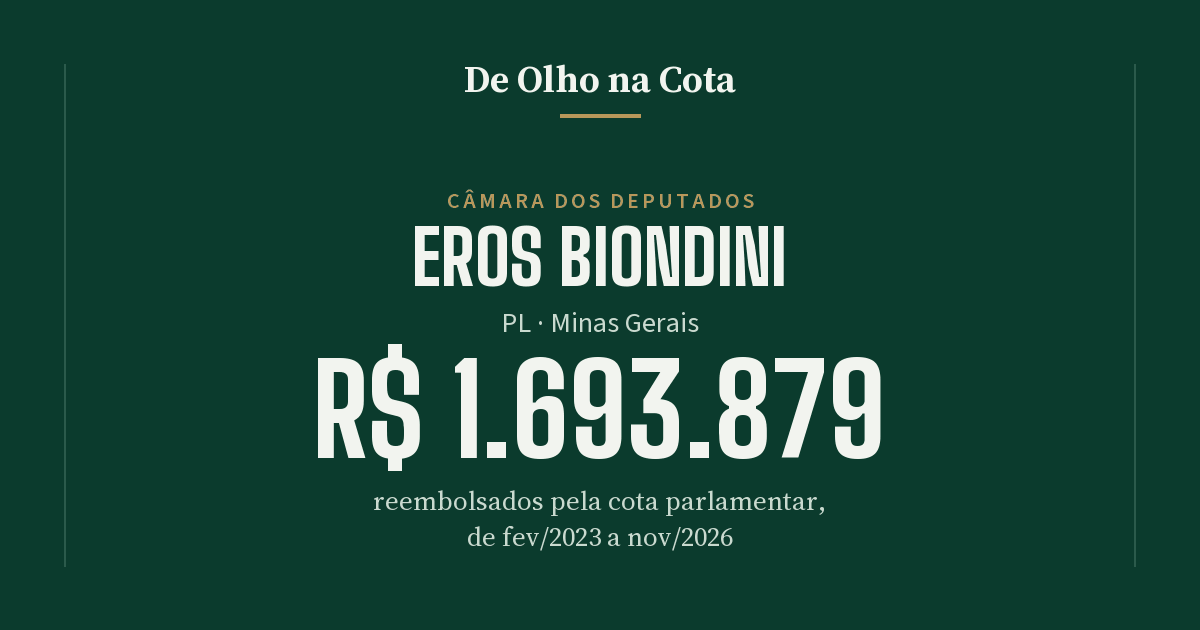 De Olho na Cota
CÂMARA DOS DEPUTADOS
EROS BIONDINI
PL · Minas Gerais
R$ 1.693.879
reembolsados pela cota parlamentar,
de fev/2023 a nov/2026